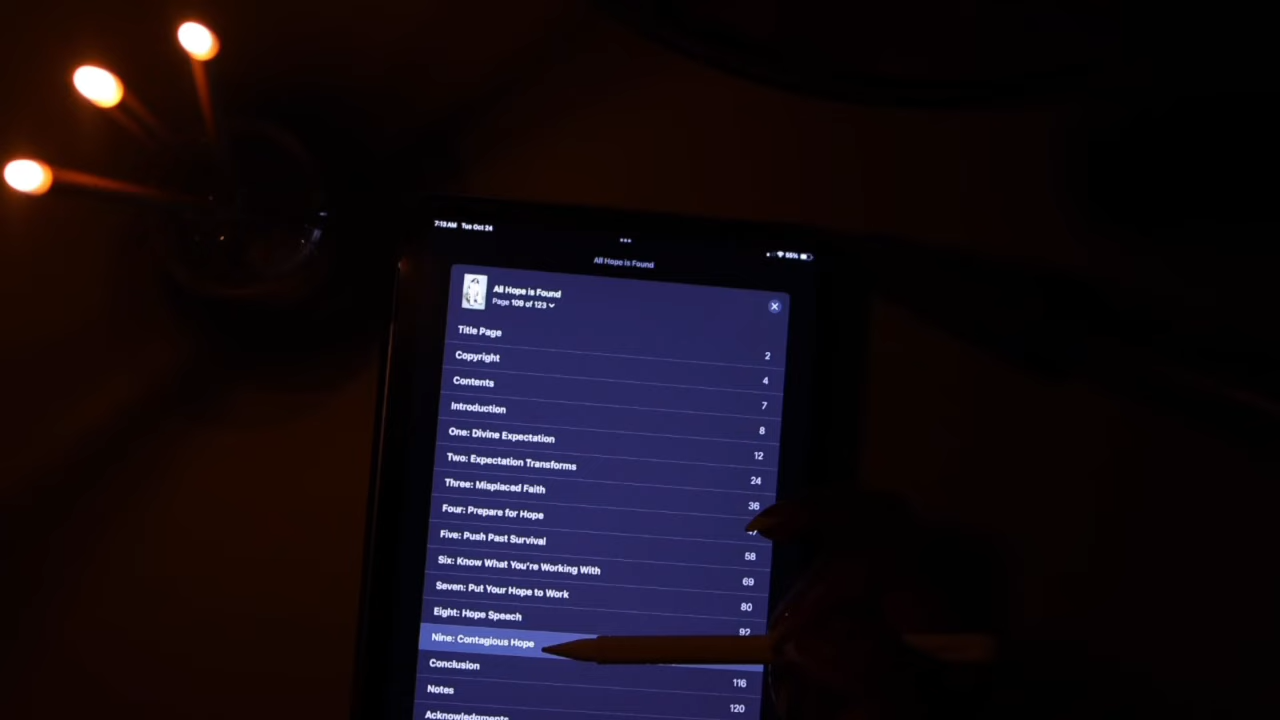 7:13 AM Tue Oct 24
55%
All Hope is Found
All Hope is Found
Page 109 of 123
Title Page 2
Copyright 4
Contents 7
Introduction 8
One: Divine Expectation 12
Two: Expectation Transforms 24
Three: Misplaced Faith 36
Four: Prepare for Hope
Five: Push Past Survival 58
Six: Know What You're Working With 69
Seven: Put Your Hope to Work 80
Eight: Hope Speech 92
Nine: Contagious Hope
Conclusion 116
Notes 120
Acknowledgments